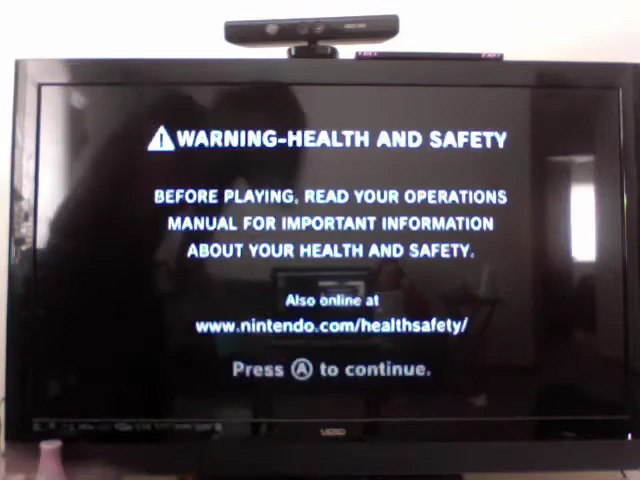 WARNING-HEALTH AND SAFETY
BEFORE PLAYING, READ YOUR OPERATIONS
MANUAL FOR IMPORTANT INFORMATION
ABOUT YOUR HEALTH AND SAFETY.
Also online at
www.nintendo.com/healthsafety/
Press A to continue.
VIZIO